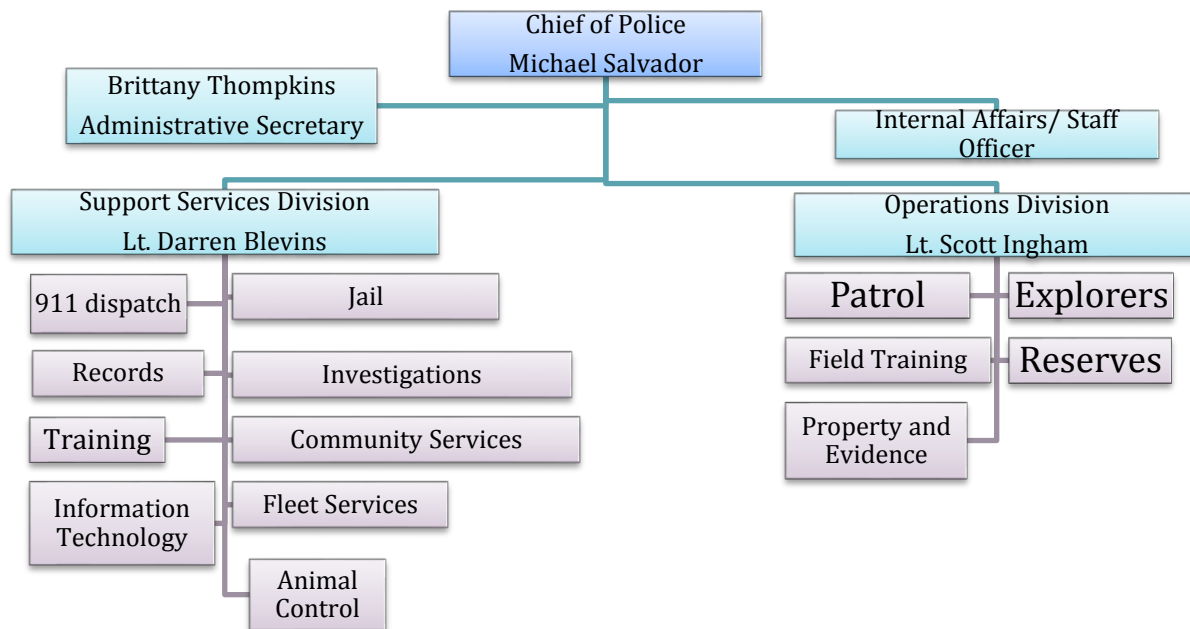 Chief of Police
Michael Salvador
Brittany Thompkins
Administrative Secretary
Internal Affairs/ Staff
Officer
Support Services Division
Lt. Darren Blevins
Operations Division
Lt. Scott Ingham
911 dispatch
Jail
Records
Investigations
Training
Community Services
Information
Technology
Fleet Services
Animal
Control
Patrol
Explorers
Field Training
Reserves
Property and
Evidence